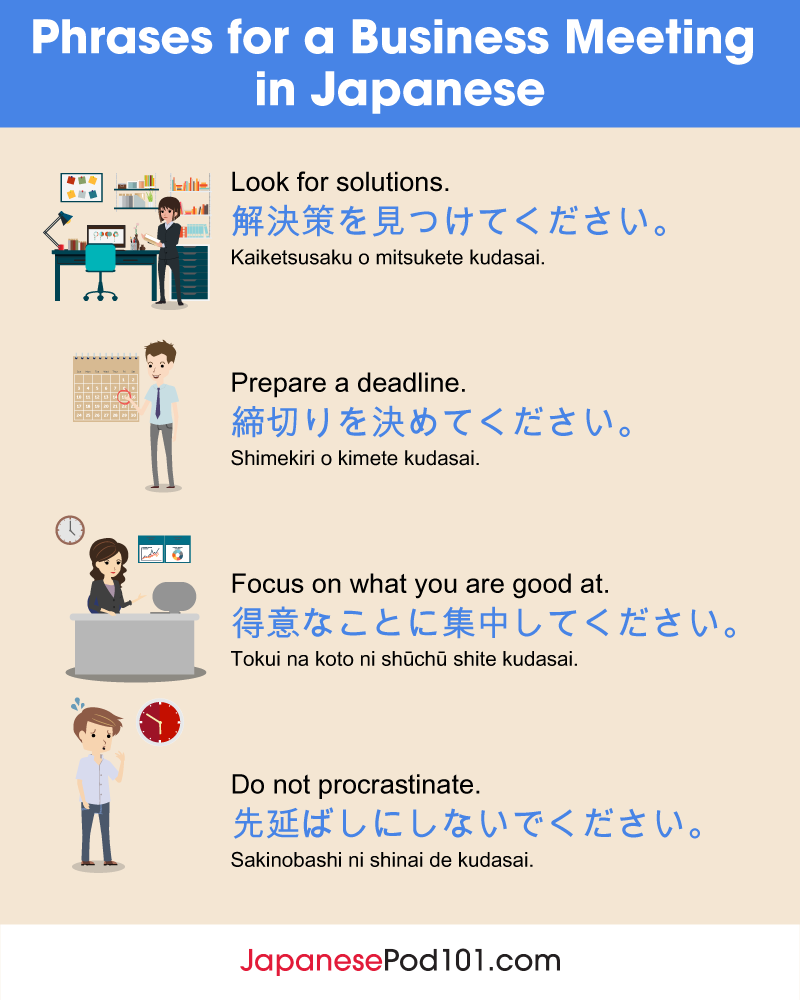 Phrases for a Business Meeting
in Japanese
Look for solutions.
解決策を見つけてください。
Kaiketsusaku o mitsukete kudasai.
Prepare a deadline.
締切りを決めてください。
Shimekiri o kimete kudasai.
Focus on what you are good at.
得意なことに集中してください。
Tokui na koto ni shūchū shite kudasai.
Do not procrastinate.
先延ばしにしないでください。
Sakinobashi ni shinai de kudasai.
JapanesePod101.com